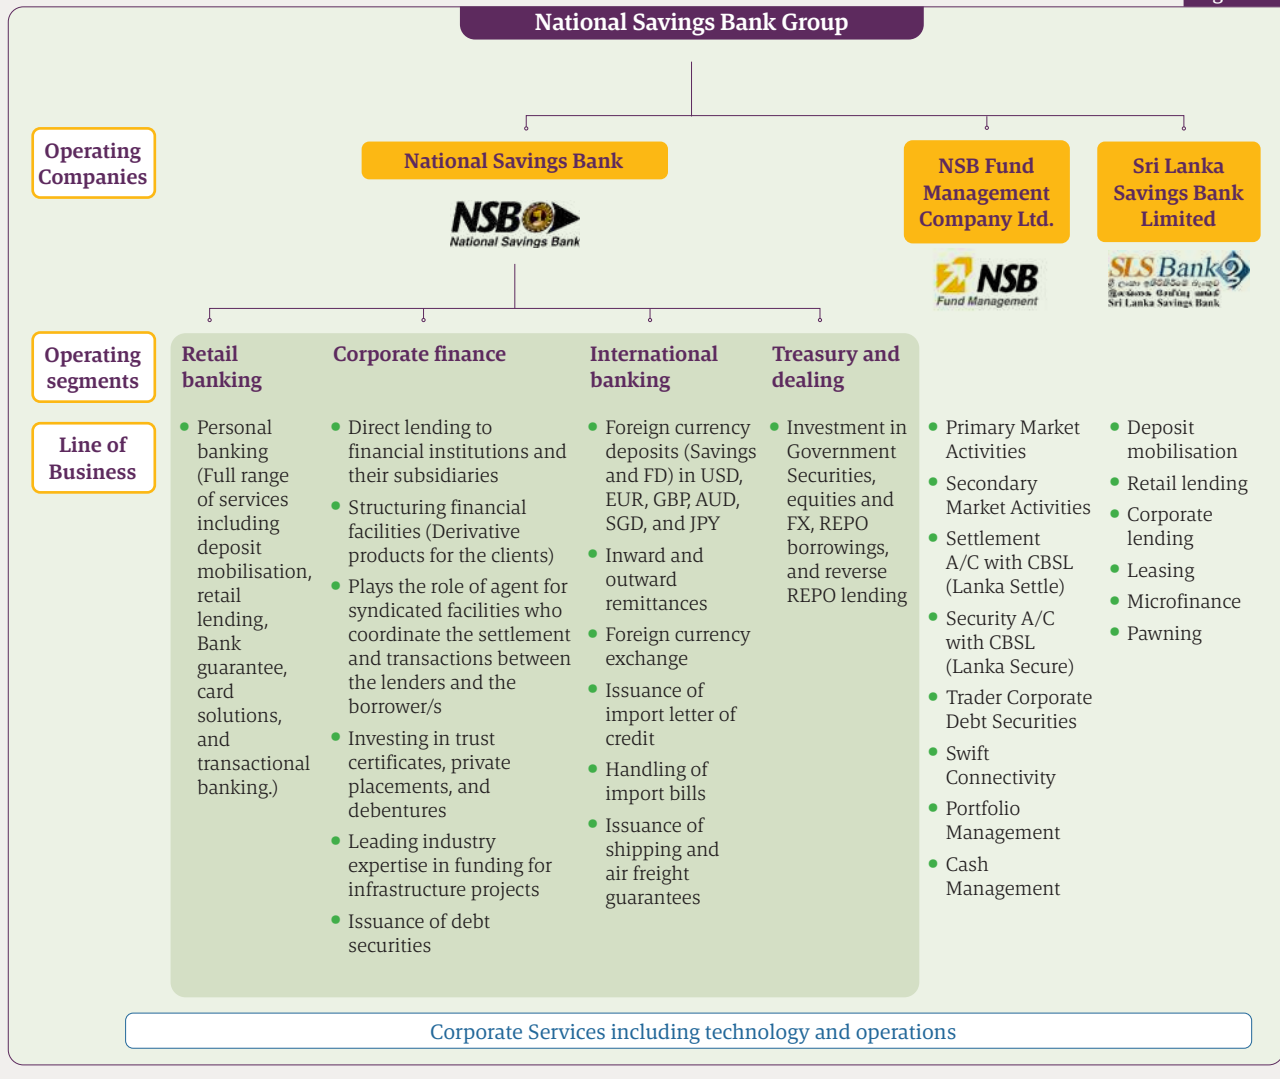 National Savings Bank Group
Operating
Companies
National Savings Bank
NSB
National Savings Bank
NSB Fund
Management
Company Ltd.
NSB
Fund Management
Sri Lanka
Savings Bank
Limited
SLS Bank
ශ්‍රී ලංකා ඉතිරිකිරීමේ බැංකුව
இலங்கை சேமிப்பு வங்கி
Sri Lanka Savings Bank
Operating
segments
Retail
banking
Corporate finance
International
banking
Treasury and
dealing
Line of
Business
• Personal
banking
(Full range
of services
including
deposit
mobilisation,
retail
lending,
Bank
guarantee,
card
solutions,
and
transactional
banking.)
• Direct lending to
financial institutions and
their subsidiaries
• Structuring financial
facilities (Derivative
products for the clients)
• Plays the role of agent for
syndicated facilities who
coordinate the settlement
and transactions between
the lenders and the
borrower/s
• Investing in trust
certificates, private
placements, and
debentures
• Leading industry
expertise in funding for
infrastructure projects
• Issuance of debt
securities
• Foreign currency
deposits (Savings
and FD) in USD,
EUR, GBP, AUD,
SGD, and JPY
• Inward and
outward
remittances
• Foreign currency
exchange
• Issuance of
import letter of
credit
• Handling of
import bills
• Issuance of
shipping and
air freight
guarantees
• Investment in
Government
Securities,
equities and
FX, REPO
borrowings,
and reverse
REPO lending
• Primary Market
Activities
• Secondary
Market Activities
• Settlement
A/C with CBSL
(Lanka Settle)
• Security A/C
with CBSL
(Lanka Secure)
• Trader Corporate
Debt Securities
• Swift
Connectivity
• Portfolio
Management
• Cash
Management
• Deposit
mobilisation
• Retail lending
• Corporate
lending
• Leasing
• Microfinance
• Pawning
Corporate Services including technology and operations